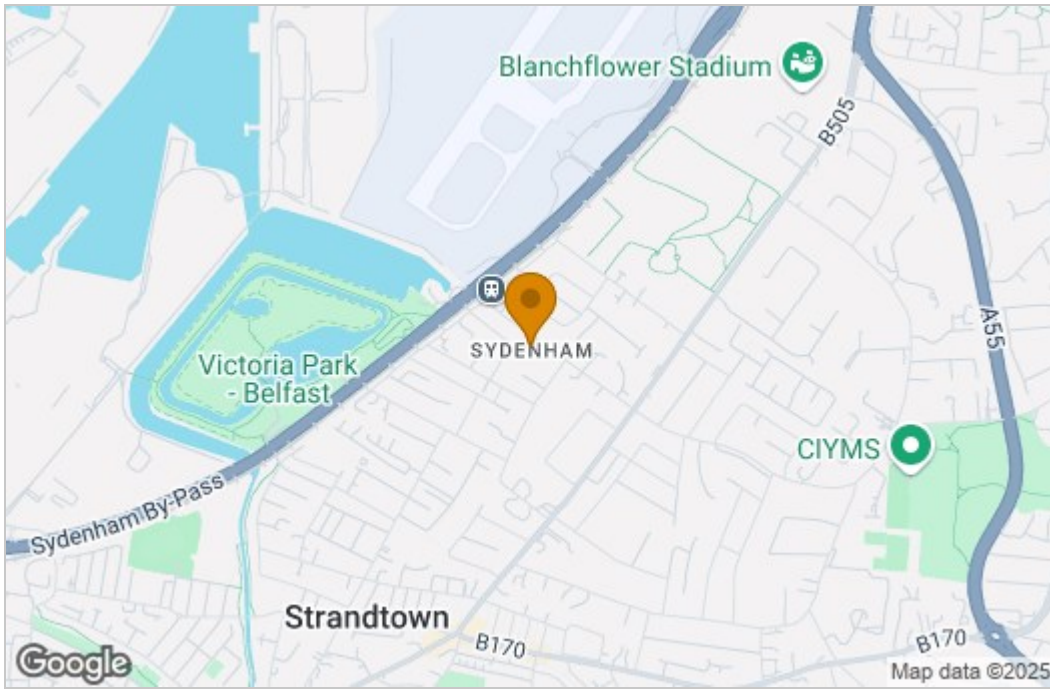 Blanchflower Stadium
B505
A55
SYDENHAM
Victoria Park
- Belfast
CIYMS
Sydenham By-Pass
Strandtown
B170
B170
Google
Map data ©2025